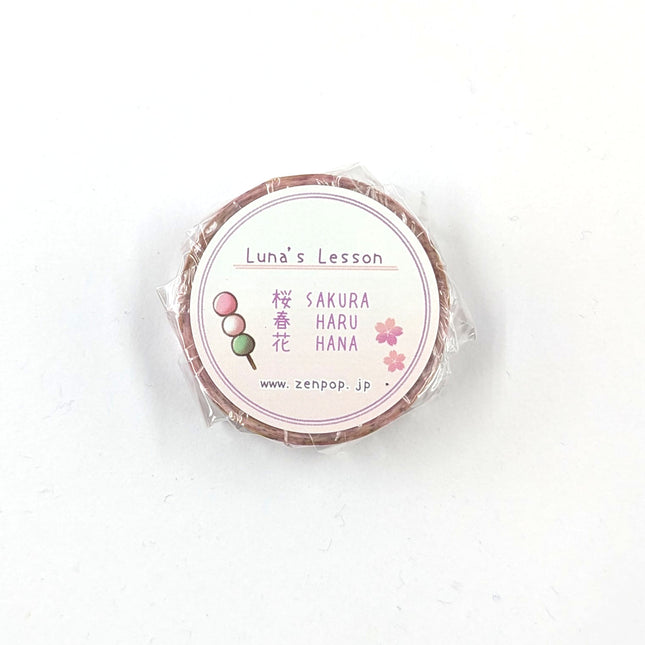 Luna's Lesson
桜 SAKURA
春 HARU
花 HANA
www.zenpop.jp